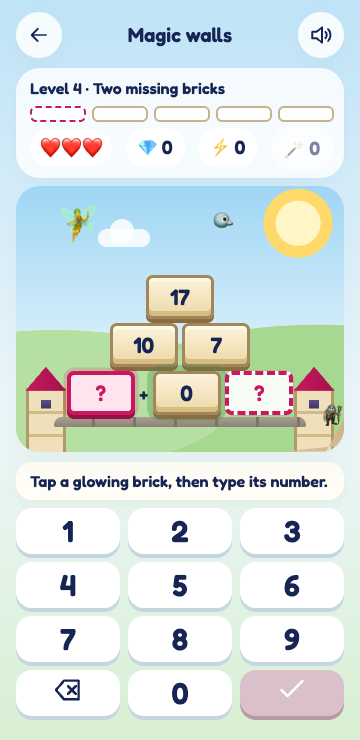 Magic walls
Level 4 · Two missing bricks
0 0 0
17
10 7
? + 0 ?
Tap a glowing brick, then type its number.
1 2 3
4 5 6
7 8 9
0